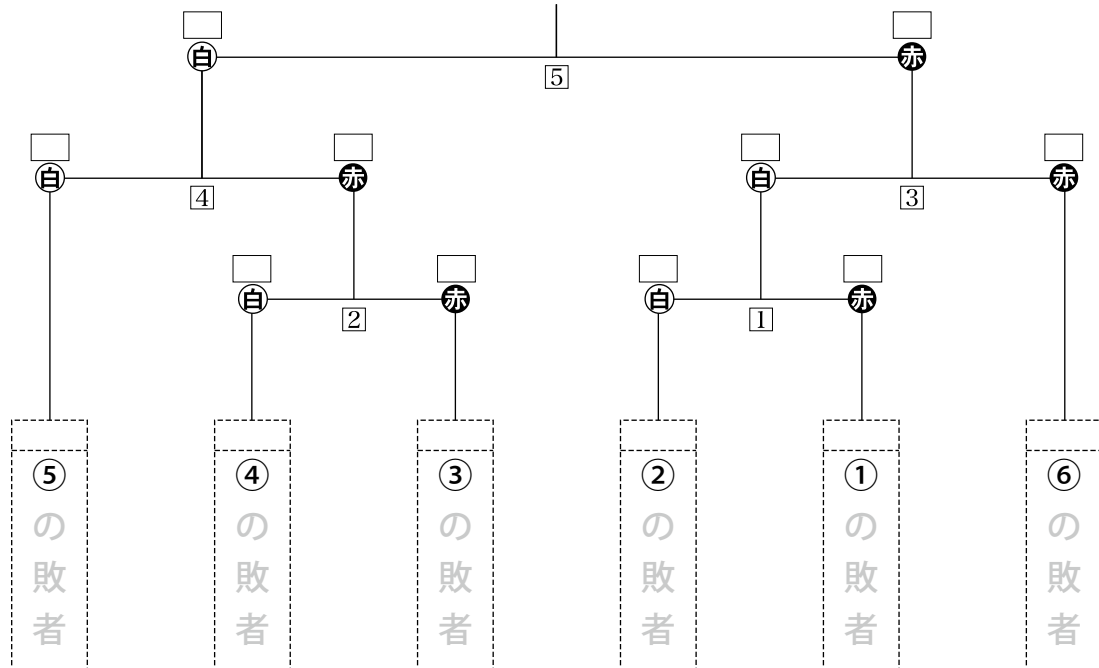 白 赤
5
白 赤 白 赤
4 3
白 赤 白 赤
2 1
⑤の敗者
④の敗者
③の敗者
②の敗者
①の敗者
⑥の敗者